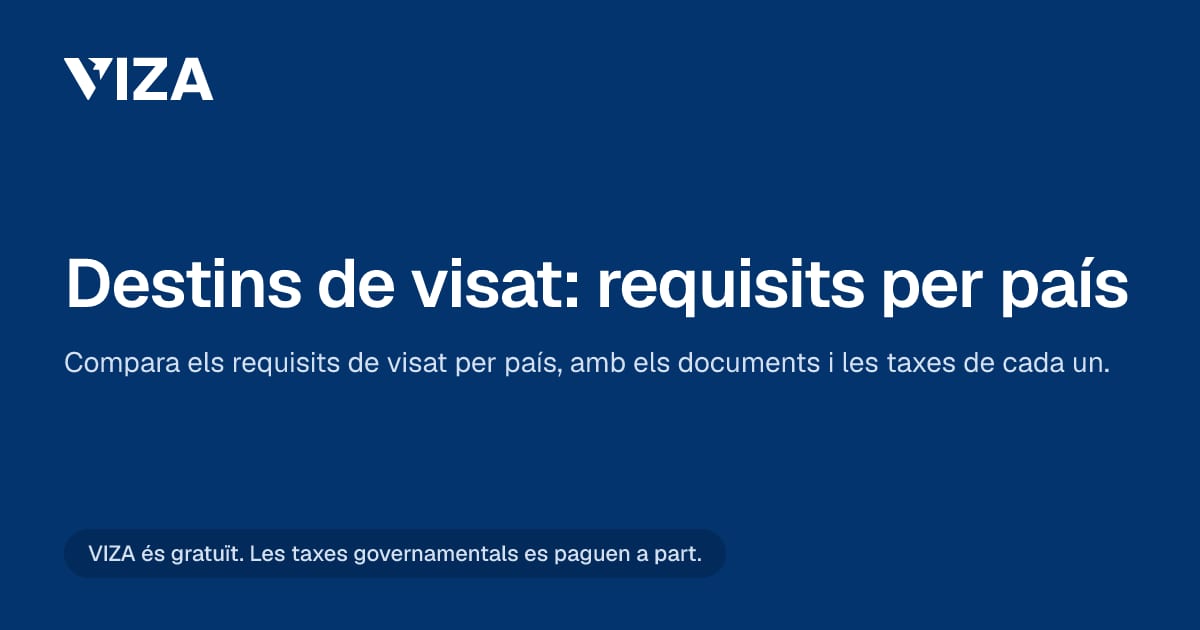 VIZA
Destins de visat: requisits per país
Compara els requisits de visat per país, amb els documents i les taxes de cada un.
VIZA és gratuït. Les taxes governamentals es paguen a part.